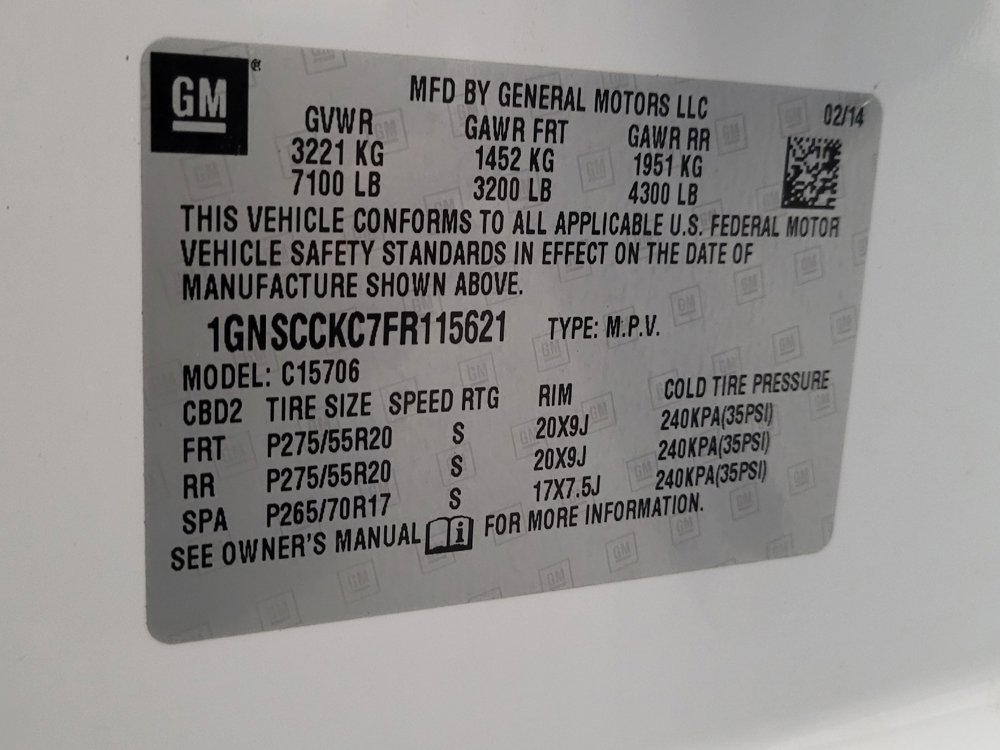 GM®
MFD BY GENERAL MOTORS LLC
02/14
GVWR GAWR FRT GAWR RR
3221 KG 1452 KG 1951 KG
7100 LB 3200 LB 4300 LB
THIS VEHICLE CONFORMS TO ALL APPLICABLE U.S. FEDERAL MOTOR
VEHICLE SAFETY STANDARDS IN EFFECT ON THE DATE OF
MANUFACTURE SHOWN ABOVE.
1GNSCCKC7FR115621 TYPE: M.P.V.
MODEL: C15706
CBD2 TIRE SIZE SPEED RTG RIM COLD TIRE PRESSURE
FRT P275/55R20 S 20X9J 240KPA(35PSI)
RR P275/55R20 S 20X9J 240KPA(35PSI)
SPA P265/70R17 S 17X7.5J 240KPA(35PSI)
SEE OWNER'S MANUAL i FOR MORE INFORMATION.